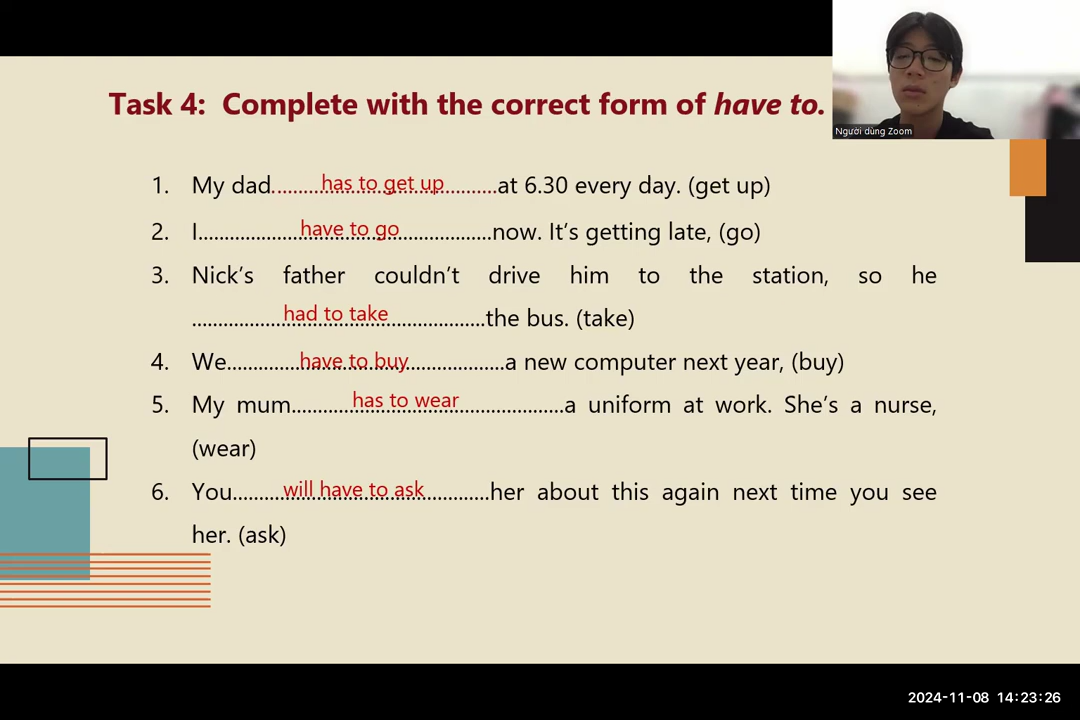 Task 4: Complete with the correct form of have to.
Người dùng Zoom
1. My dad..................has to get up..................at 6.30 every day. (get up)
2. I..................have to go..................now. It’s getting late, (go)
3. Nick’s father couldn’t drive him to the station, so he
..................had to take..................the bus. (take)
4. We..................have to buy..................a new computer next year, (buy)
5. My mum..................has to wear..................a uniform at work. She’s a nurse,
(wear)
6. You..................will have to ask..................her about this again next time you see
her. (ask)
2024-11-08 14:23:26